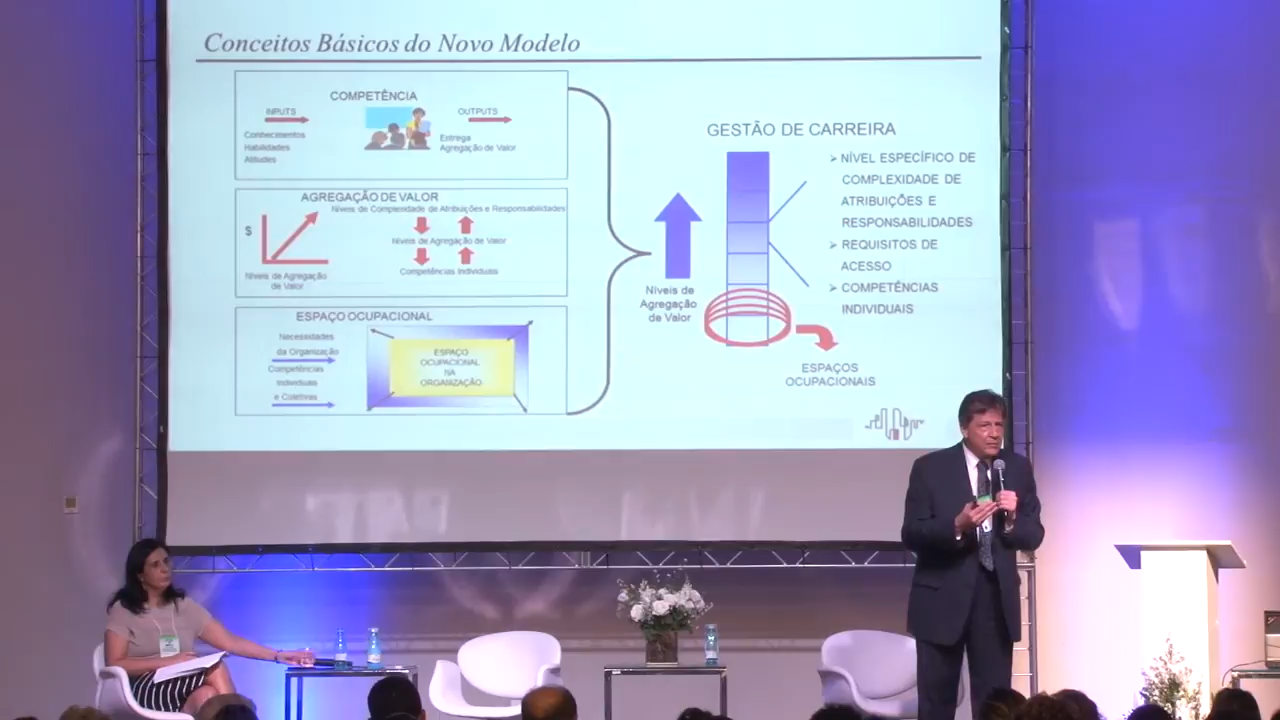 Conceitos Básicos do Novo Modelo
COMPETÊNCIA
INPUTS
OUTPUTS
Conhecimentos
Habilidades
Atitudes
Entrega
Agregação de Valor
AGREGAÇÃO DE VALOR
Níveis de Complexidade de Atribuições e Responsabilidades
$
Níveis de Agregação de Valor
Competências Individuais
Níveis de Agregação
de Valor
ESPAÇO OCUPACIONAL
Necessidades
da Organização
Competências
Individuais
e Coletivas
ESPAÇO
OCUPACIONAL
NA
ORGANIZAÇÃO
GESTÃO DE CARREIRA
Níveis de
Agregação
de Valor
➢ NÍVEL ESPECÍFICO DE
COMPLEXIDADE DE
ATRIBUIÇÕES E
RESPONSABILIDADES
➢ REQUISITOS DE
ACESSO
➢ COMPETÊNCIAS
INDIVIDUAIS
ESPAÇOS
OCUPACIONAIS